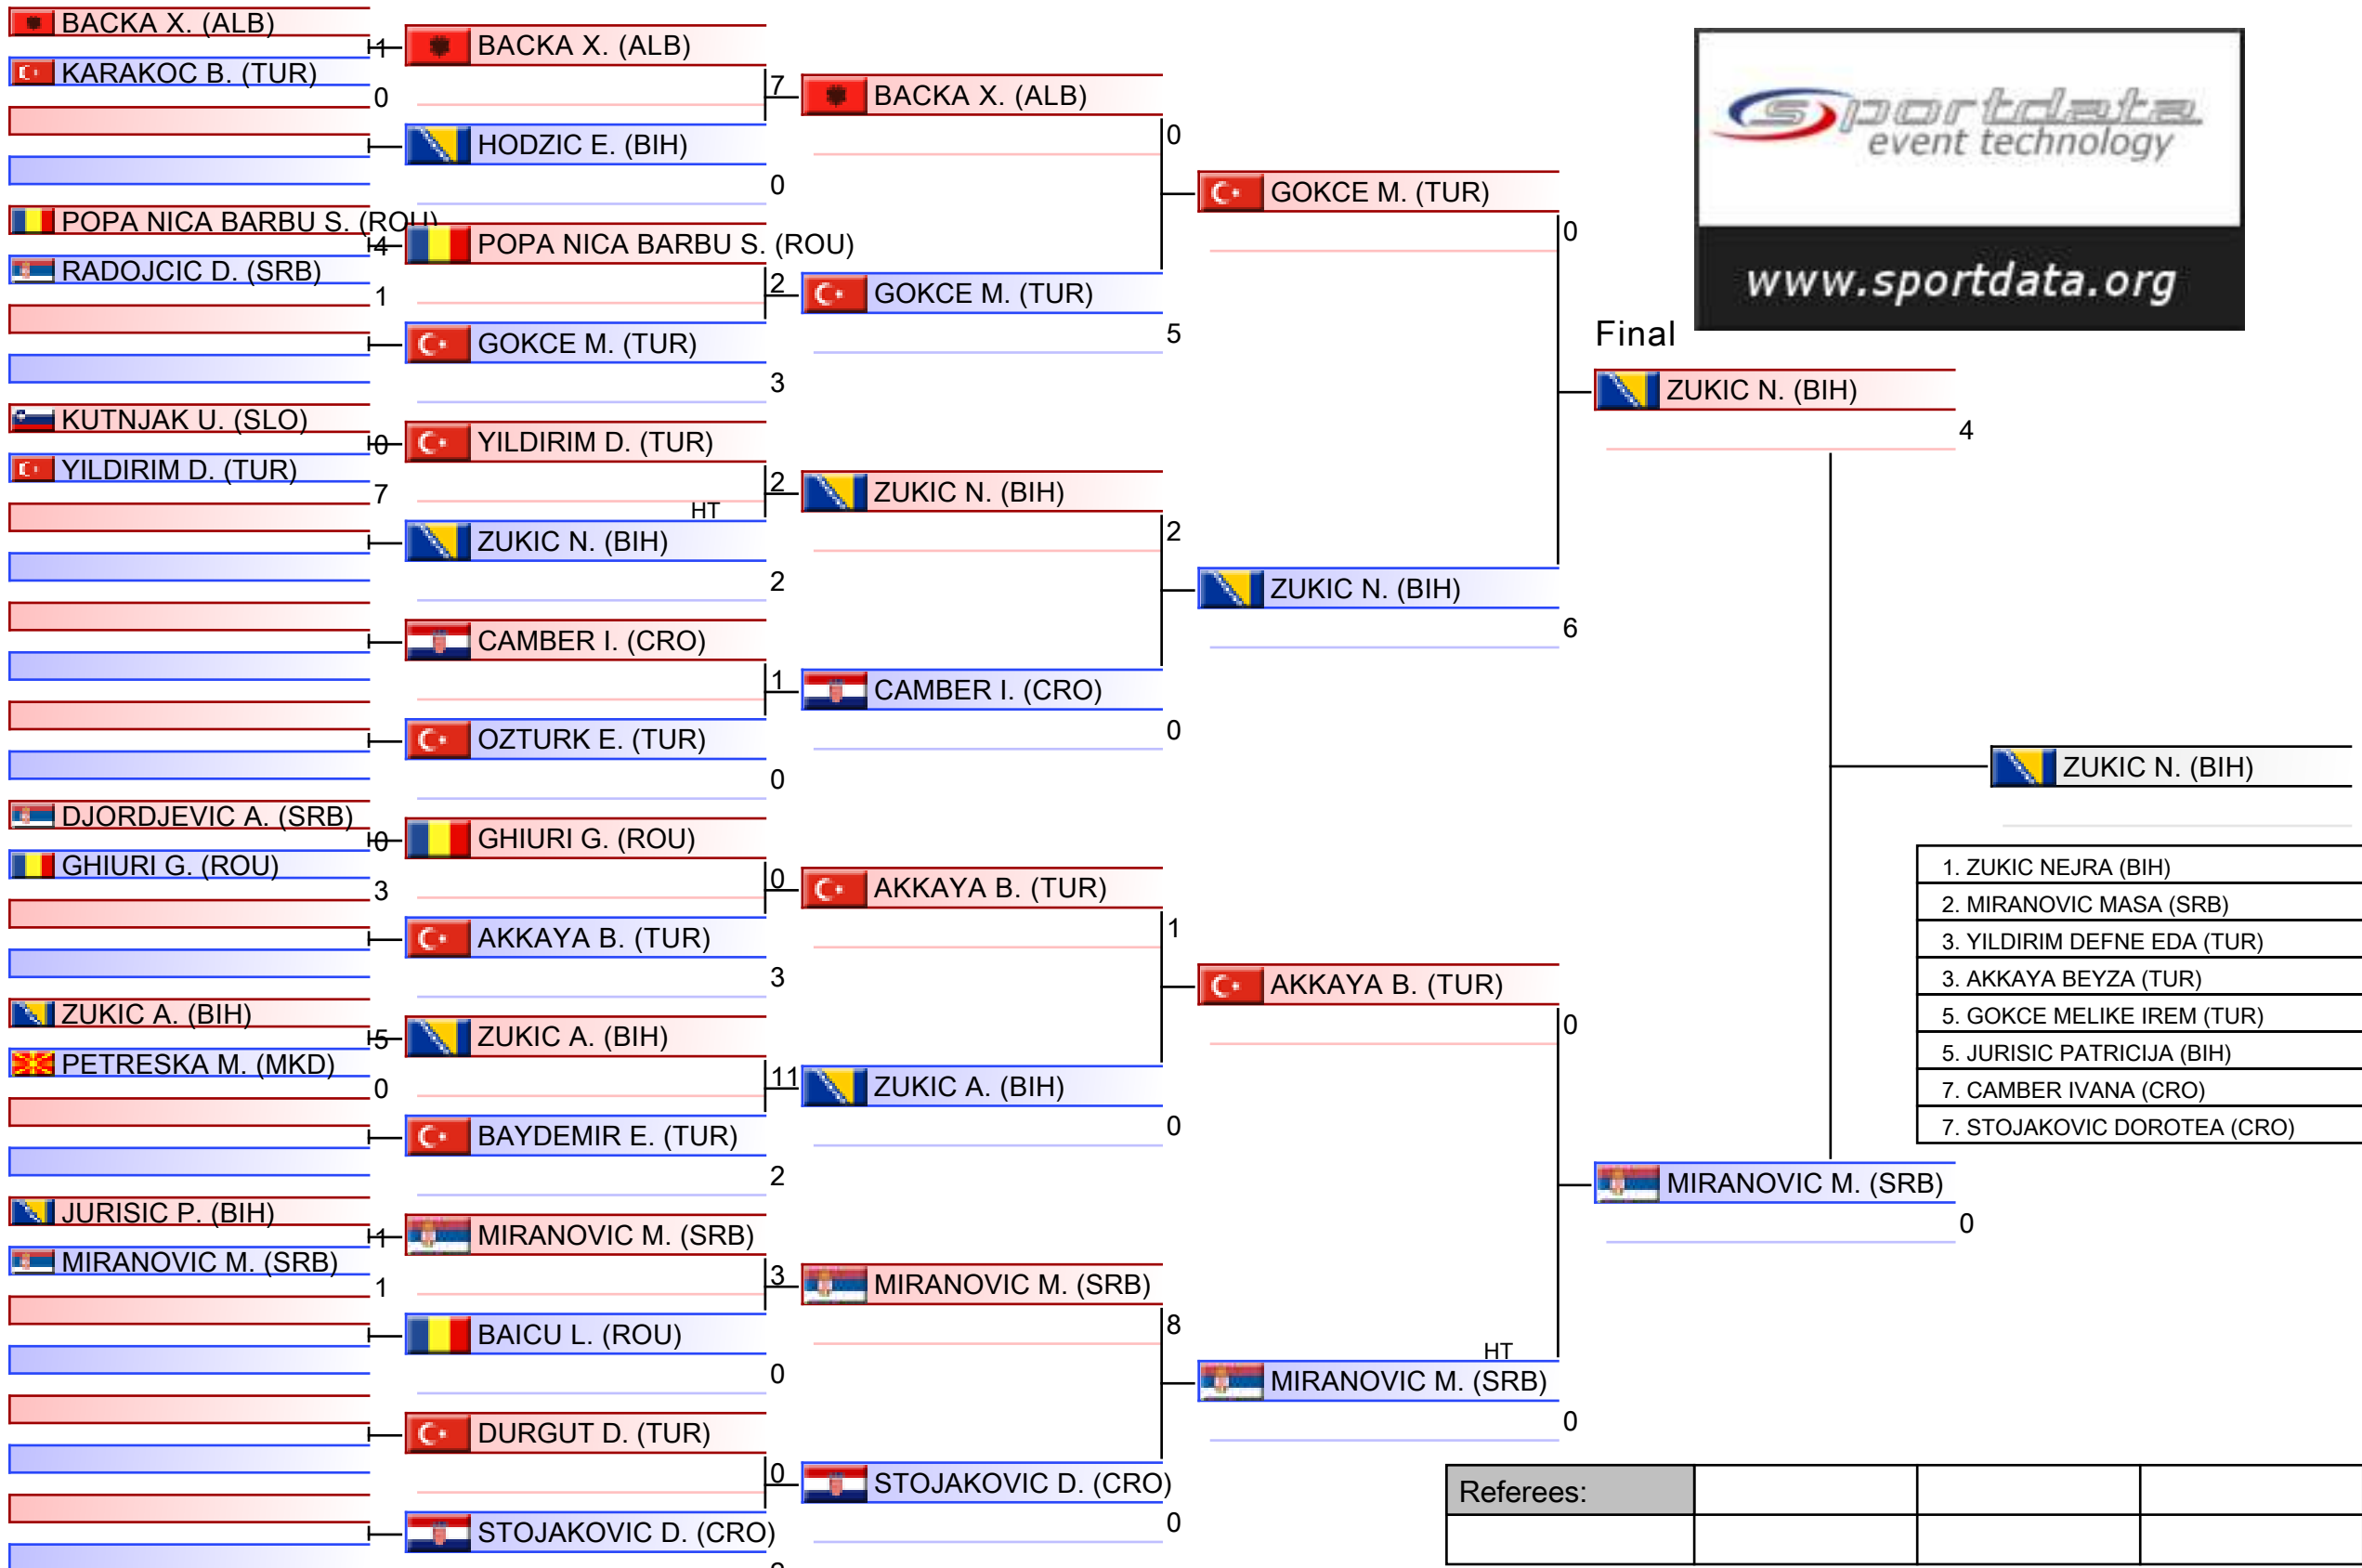 BACKA X. (ALB)
1
KARAKOC B. (TUR)
0
POPA NICA BARBU S. (ROU)
4
RADOJCIC D. (SRB)
1
KUTNJAK U. (SLO)
0
YILDIRIM D. (TUR)
7
DJORDJEVIC A. (SRB)
0
GHIURI G. (ROU)
3
ZUKIC A. (BIH)
5
PETRESKA M. (MKD)
0
JURISIC P. (BIH)
1
MIRANOVIC M. (SRB)
1
BACKA X. (ALB)
7
HODZIC E. (BIH)
0
POPA NICA BARBU S. (ROU)
2
GOKCE M. (TUR)
3
YILDIRIM D. (TUR)
2
HT
ZUKIC N. (BIH)
2
CAMBER I. (CRO)
1
OZTURK E. (TUR)
0
GHIURI G. (ROU)
0
AKKAYA B. (TUR)
3
ZUKIC A. (BIH)
11
BAYDEMIR E. (TUR)
2
MIRANOVIC M. (SRB)
3
BAICU L. (ROU)
0
DURGUT D. (TUR)
0
STOJAKOVIC D. (CRO)
BACKA X. (ALB)
0
GOKCE M. (TUR)
5
ZUKIC N. (BIH)
2
CAMBER I. (CRO)
0
AKKAYA B. (TUR)
1
ZUKIC A. (BIH)
0
MIRANOVIC M. (SRB)
8
STOJAKOVIC D. (CRO)
0
GOKCE M. (TUR)
0
ZUKIC N. (BIH)
6
AKKAYA B. (TUR)
0
HT
MIRANOVIC M. (SRB)
0
sportdata
event technology
www.sportdata.org
Final
ZUKIC N. (BIH)
4
MIRANOVIC M. (SRB)
0
ZUKIC N. (BIH)
1. ZUKIC NEJRA (BIH)
2. MIRANOVIC MASA (SRB)
3. YILDIRIM DEFNE EDA (TUR)
3. AKKAYA BEYZA (TUR)
5. GOKCE MELIKE IREM (TUR)
5. JURISIC PATRICIJA (BIH)
7. CAMBER IVANA (CRO)
7. STOJAKOVIC DOROTEA (CRO)
Referees: